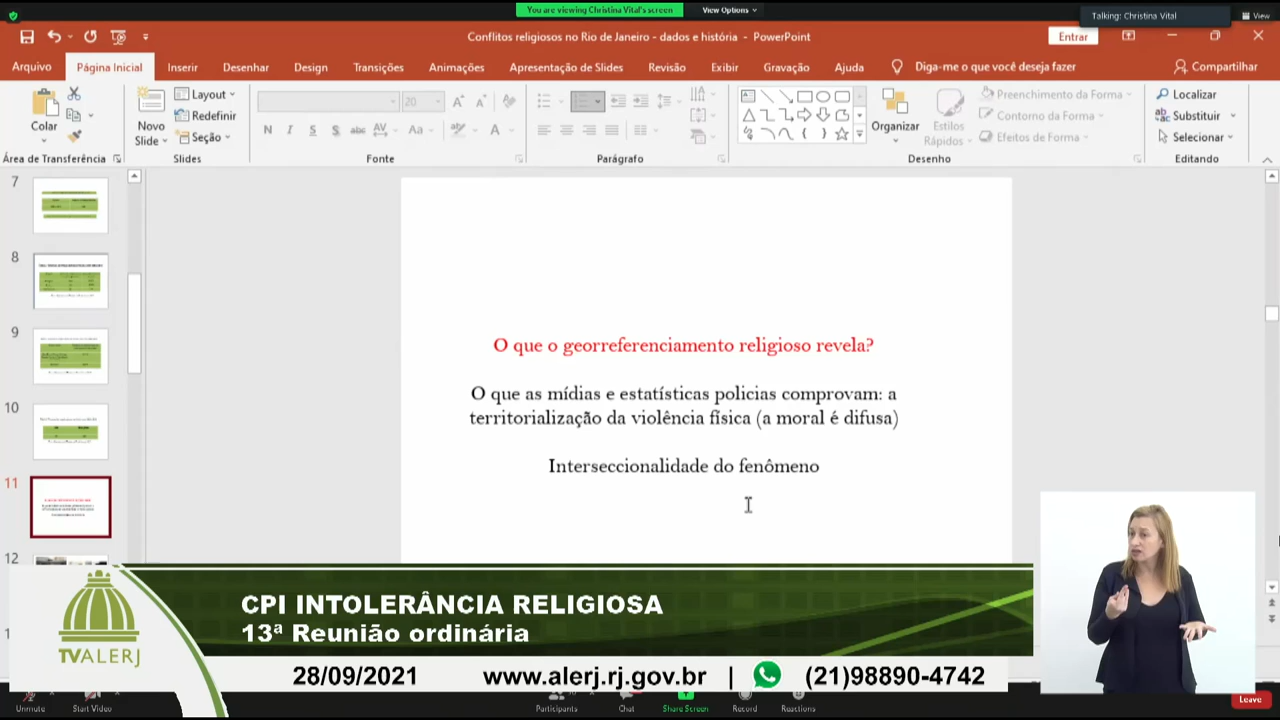 You are viewing Christina Vital's screen
View Options
Talking: Christina Vital
View
Conflitos religiosos no Rio de Janeiro - dados e história - PowerPoint
Entrar
Arquivo
Página Inicial
Inserir
Desenhar
Design
Transições
Animações
Apresentação de Slides
Revisão
Exibir
Gravação
Ajuda
Diga-me o que você deseja fazer
Compartilhar
Colar
Novo
Slide
Layout
Redefinir
Seção
20
N I S S abc AV Aa A
Organizar
Estilos
Rápidos
Preenchimento da Forma
Contorno da Forma
Efeitos de Forma
Localizar
Substituir
Selecionar
Área de Transferência
Slides
Fonte
Parágrafo
Desenho
Editando
7
8
9
10
11
12
1
O que o georreferenciamento religioso revela?
O que as mídias e estatísticas policias comprovam: a
territorialização da violência física (a moral é difusa)
Interseccionalidade do fenômeno
CPI INTOLERÂNCIA RELIGIOSA
13ª Reunião ordinária
TVALERJ
28/09/2021
www.alerj.rj.gov.br | (21)98890-4742
Unmute
Start Video
Participants
Chat
Share Screen
Record
Reactions
Leave